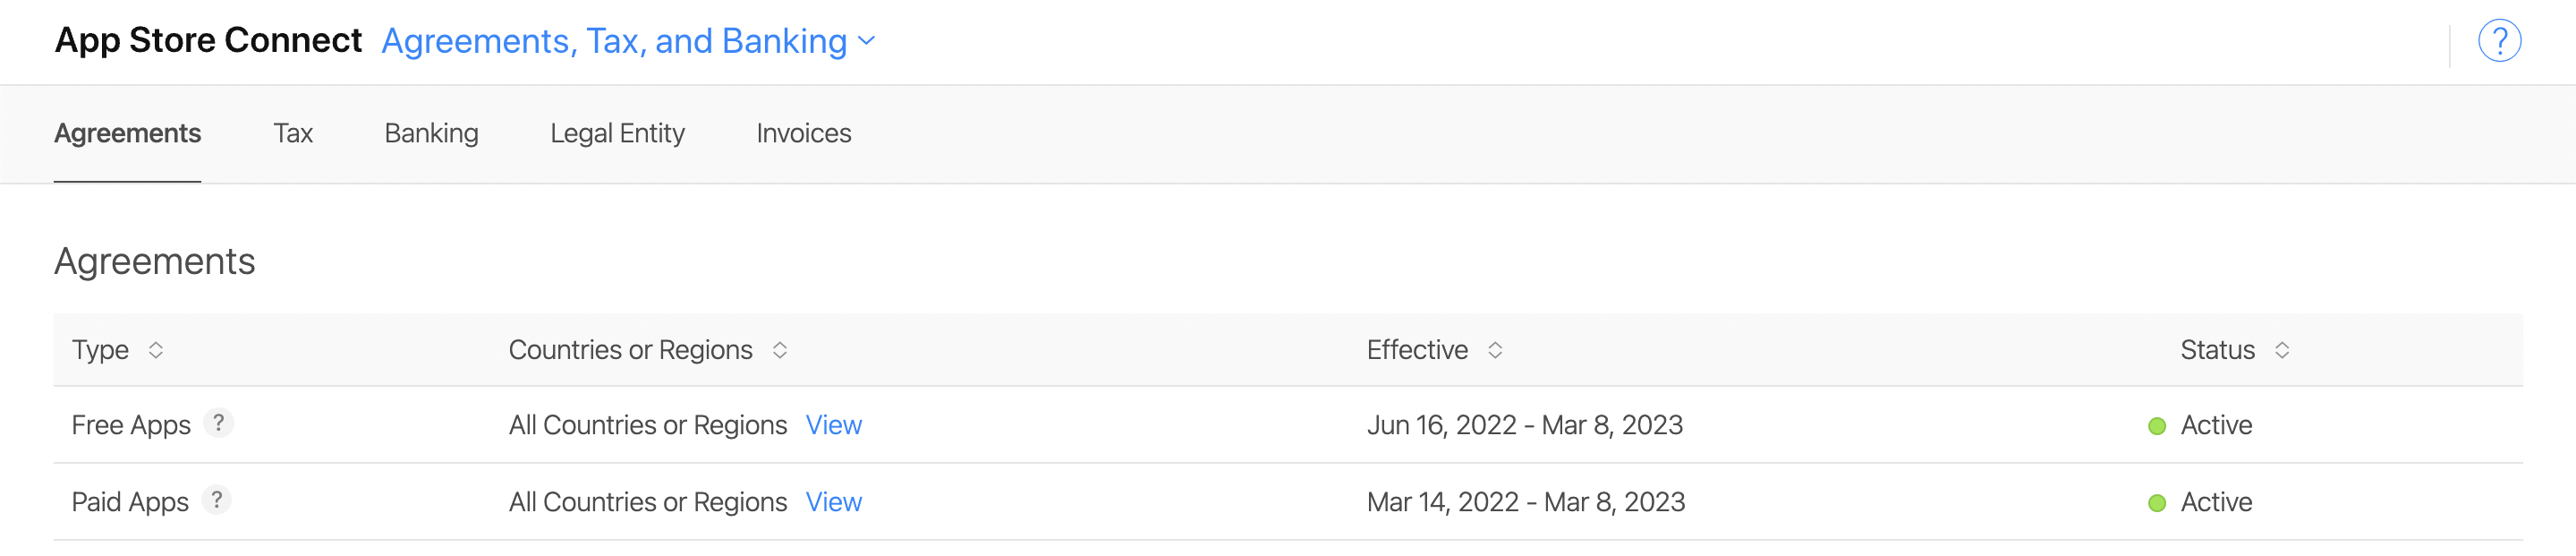 App Store Connect Agreements, Tax, and Banking
?
Agreements Tax Banking Legal Entity Invoices
Agreements
Type Countries or Regions Effective Status
Free Apps ? All Countries or Regions View Jun 16, 2022 - Mar 8, 2023 Active
Paid Apps ? All Countries or Regions View Mar 14, 2022 - Mar 8, 2023 Active